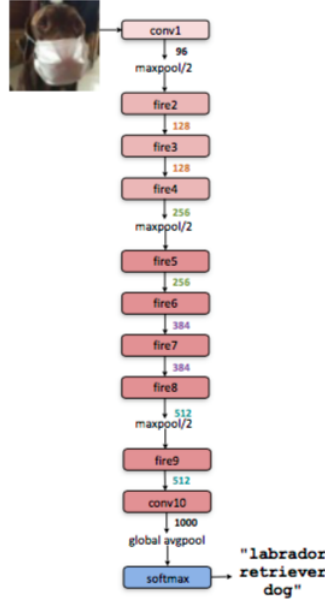 conv1
96
maxpool/2
fire2
128
fire3
128
fire4
256
maxpool/2
fire5
256
fire6
384
fire7
384
fire8
512
maxpool/2
fire9
512
conv10
1000
global avgpool
softmax
"labrador
retriever
dog"